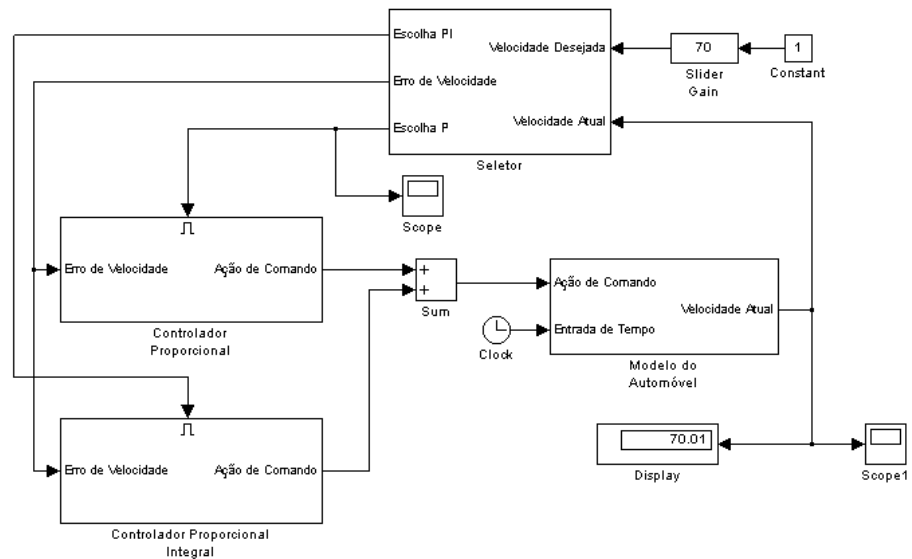 Escolha PI
Velocidade Desejada
70
1
Slider
Gain
Constant
Erro de Velocidade
Velocidade Atual
Escolha P
Seletor
Scope
Erro de Velocidade
Ação de Comando
Controlador
Proporcional
+
+
Sum
Clock
Ação de Comando
Velocidade Atual
Entrada de Tempo
Modelo do
Automóvel
Erro de Velocidade
Ação de Comando
Controlador Proporcional
Integral
70.01
Display
Scope1